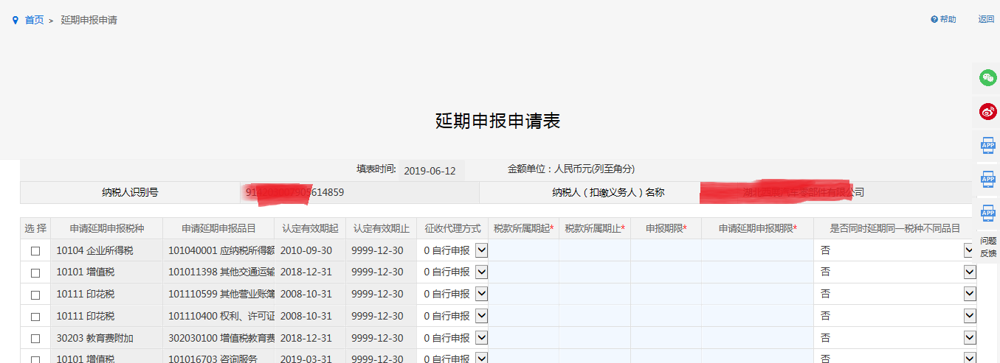 首页 > 延期申报申请
帮助 返回
延期申报申请表
填表时间: 2019-06-12 金额单位：人民币元(列至角分)
纳税人识别号 5614859 纳税人（扣缴义务人）名称 有限公司
选 择 申请延期申报税种 申请延期申报品目 认定有效期起 认定有效期止 征收代理方式 税款所属期起* 税款所属期止* 申报期限* 申请延期申报期限* 是否同时延期同一税种不同品目
10104 企业所得税 101040001 应纳税所得额 2010-09-30 9999-12-30 0 自行申报 否
10101 增值税 101011398 其他交通运输 2018-12-31 9999-12-30 0 自行申报 否
10111 印花税 101110599 其他营业账簿 2008-10-31 9999-12-30 0 自行申报 否
10111 印花税 101110400 权利、许可证 2008-10-31 9999-12-30 0 自行申报 否
30203 教育费附加 302030100 增值税教育费 2018-12-31 9999-12-30 0 自行申报 否
10101 增值税 101016703 咨询服务 2019-03-31 9999-12-30 0 自行申报 否
APP
APP
APP
问题
反馈